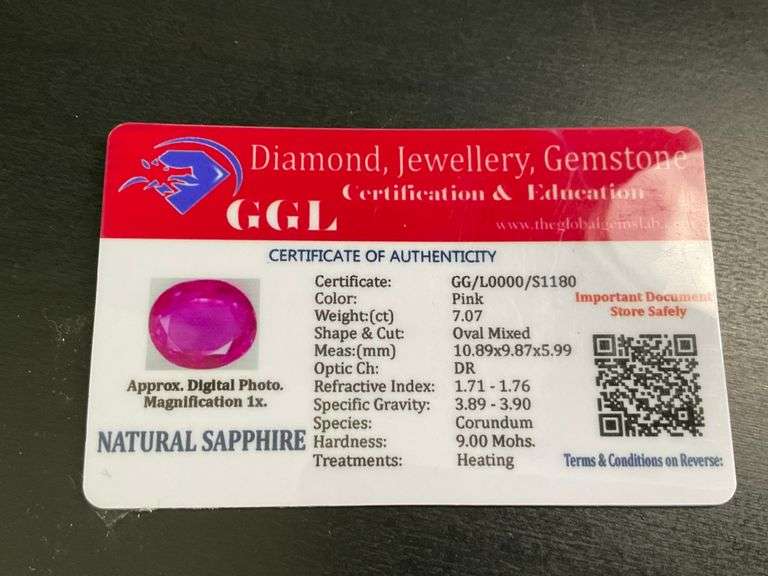 Diamond, Jewellery, Gemstone
Certification & Education
GGL
www.theglobalgemslab.
CERTIFICATE OF AUTHENTICITY
Certificate: GG/L0000/S1180
Color: Pink
Weight:(ct) 7.07
Shape & Cut: Oval Mixed
Meas:(mm) 10.89x9.87x5.99
Optic Ch: DR
Refractive Index: 1.71 - 1.76
Specific Gravity: 3.89 - 3.90
Species: Corundum
Hardness: 9.00 Mohs.
Treatments: Heating
Approx. Digital Photo.
Magnification 1x.
NATURAL SAPPHIRE
Important Document
Store Safely
Terms & Conditions on Reverse: